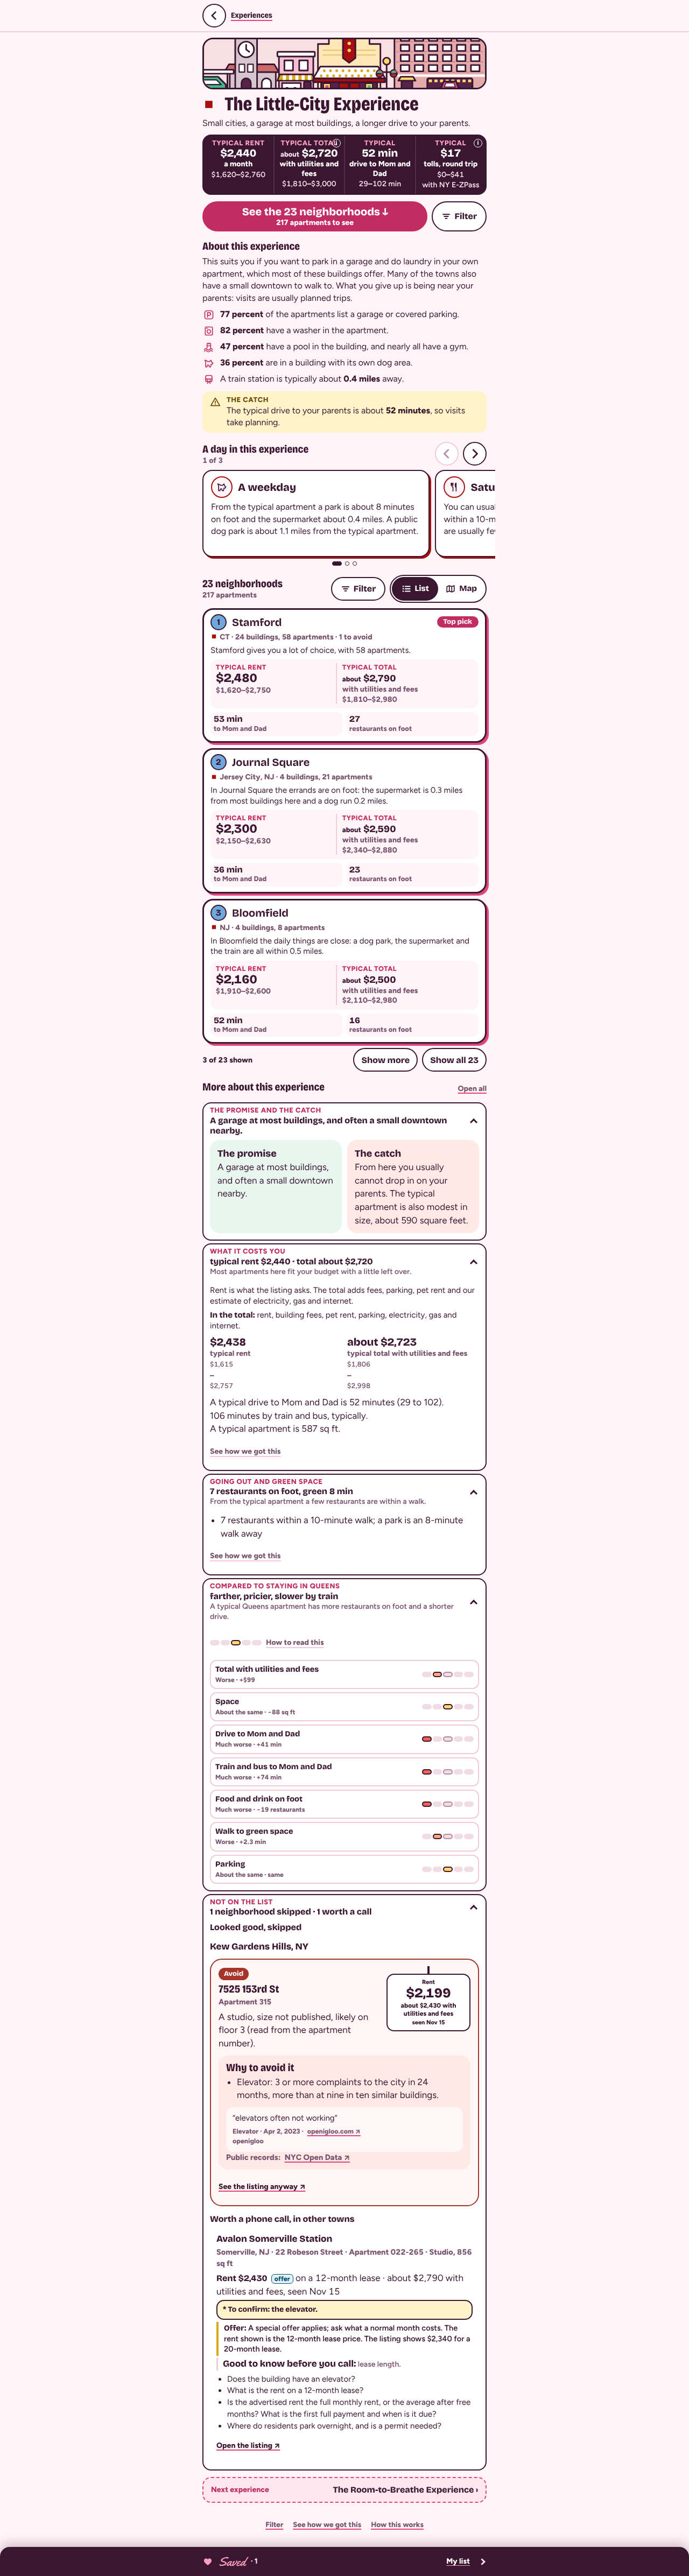 Experiences
The Little-City Experience
Small cities, a garage at most buildings, a longer drive to your parents.
TYPICAL RENT
$2,440
a month
$1,620–$2,760
TYPICAL TOTAL
about $2,720
with utilities and
fees
$1,810–$3,000
TYPICAL
52 min
drive to Mom and
Dad
29–102 min
TYPICAL
$17
tolls, round trip
$0–$41
with NY E-ZPass
See the 23 neighborhoods ↓
217 apartments to see
Filter
About this experience
This suits you if you want to park in a garage and do laundry in your own
apartment, which most of these buildings offer. Many of the towns also
have a small downtown to walk to. What you give up is being near your
parents: visits are usually planned trips.
77 percent of the apartments list a garage or covered parking.
82 percent have a washer in the apartment.
47 percent have a pool in the building, and nearly all have a gym.
36 percent are in a building with its own dog area.
A train station is typically about 0.4 miles away.
THE CATCH
The typical drive to your parents is about 52 minutes, so visits
take planning.
A day in this experience
1 of 3
A weekday
From the typical apartment a park is about 8 minutes
on foot and the supermarket about 0.4 miles. A public
dog park is about 1.1 miles from the typical apartment.
Satu
You can usual
within a 10-m
are usually fe
23 neighborhoods
217 apartments
Filter
List
Map
1 Stamford
Top pick
CT · 24 buildings, 58 apartments · 1 to avoid
Stamford gives you a lot of choice, with 58 apartments.
TYPICAL RENT
$2,480
$1,620–$2,750
TYPICAL TOTAL
about $2,790
with utilities and fees
$1,810–$2,980
53 min
to Mom and Dad
27
restaurants on foot
2 Journal Square
Jersey City, NJ · 4 buildings, 21 apartments
In Journal Square the errands are on foot: the supermarket is 0.3 miles
from most buildings here and a dog run 0.2 miles.
TYPICAL RENT
$2,300
$2,150–$2,630
TYPICAL TOTAL
about $2,590
with utilities and fees
$2,340–$2,880
36 min
to Mom and Dad
23
restaurants on foot
3 Bloomfield
NJ · 4 buildings, 8 apartments
In Bloomfield the daily things are close: a dog park, the supermarket and
the train are all within 0.5 miles.
TYPICAL RENT
$2,160
$1,910–$2,600
TYPICAL TOTAL
about $2,500
with utilities and fees
$2,110–$2,980
52 min
to Mom and Dad
16
restaurants on foot
3 of 23 shown
Show more
Show all 23
More about this experience
Open all
THE PROMISE AND THE CATCH
A garage at most buildings, and often a small downtown
nearby.
The promise
A garage at most buildings,
and often a small downtown
nearby.
The catch
From here you usually
cannot drop in on your
parents. The typical
apartment is also modest in
size, about 590 square feet.
WHAT IT COSTS YOU
typical rent $2,440 · total about $2,720
Most apartments here fit your budget with a little left over.
Rent is what the listing asks. The total adds fees, parking, pet rent and our
estimate of electricity, gas and internet.
In the total: rent, building fees, pet rent, parking, electricity, gas and
internet.
$2,438
typical rent
$1,615
–
$2,757
about $2,723
typical total with utilities and fees
$1,806
–
$2,998
A typical drive to Mom and Dad is 52 minutes (29 to 102).
106 minutes by train and bus, typically.
A typical apartment is 587 sq ft.
See how we got this
GOING OUT AND GREEN SPACE
7 restaurants on foot, green 8 min
From the typical apartment a few restaurants are within a walk.
• 7 restaurants within a 10-minute walk; a park is an 8-minute
walk away
See how we got this
COMPARED TO STAYING IN QUEENS
farther, pricier, slower by train
A typical Queens apartment has more restaurants on foot and a shorter
drive.
How to read this
Total with utilities and fees
Worse · +$99
Space
About the same · −88 sq ft
Drive to Mom and Dad
Much worse · +41 min
Train and bus to Mom and Dad
Much worse · +74 min
Food and drink on foot
Much worse · −19 restaurants
Walk to green space
Worse · +2.3 min
Parking
About the same · same
NOT ON THE LIST
1 neighborhood skipped · 1 worth a call
Looked good, skipped
Kew Gardens Hills, NY
Avoid
7525 153rd St
Apartment 315
A studio, size not published, likely on
floor 3 (read from the apartment
number).
Rent
$2,199
about $2,430 with
utilities and fees
seen Nov 15
Why to avoid it
• Elevator: 3 or more complaints to the city in 24
months, more than at nine in ten similar buildings.
“elevators often not working”
Elevator · Apr 2, 2023 · openigloo.com ↗
openigloo
Public records: NYC Open Data ↗
See the listing anyway ↗
Worth a phone call, in other towns
Avalon Somerville Station
Somerville, NJ · 22 Robeson Street · Apartment 022-265 · Studio, 856
sq ft
Rent $2,430 offer on a 12-month lease · about $2,790 with
utilities and fees, seen Nov 15
* To confirm: the elevator.
Offer: A special offer applies; ask what a normal month costs. The
rent shown is the 12-month lease price. The listing shows $2,340 for a
20-month lease.
Good to know before you call: lease length.
• Does the building have an elevator?
• What is the rent on a 12-month lease?
• Is the advertised rent the full monthly rent, or the average after free
months? What is the first full payment and when is it due?
• Where do residents park overnight, and is a permit needed?
Open the listing ↗
Next experience
The Room-to-Breathe Experience ›
Filter
See how we got this
How this works
Saved · 1
My list